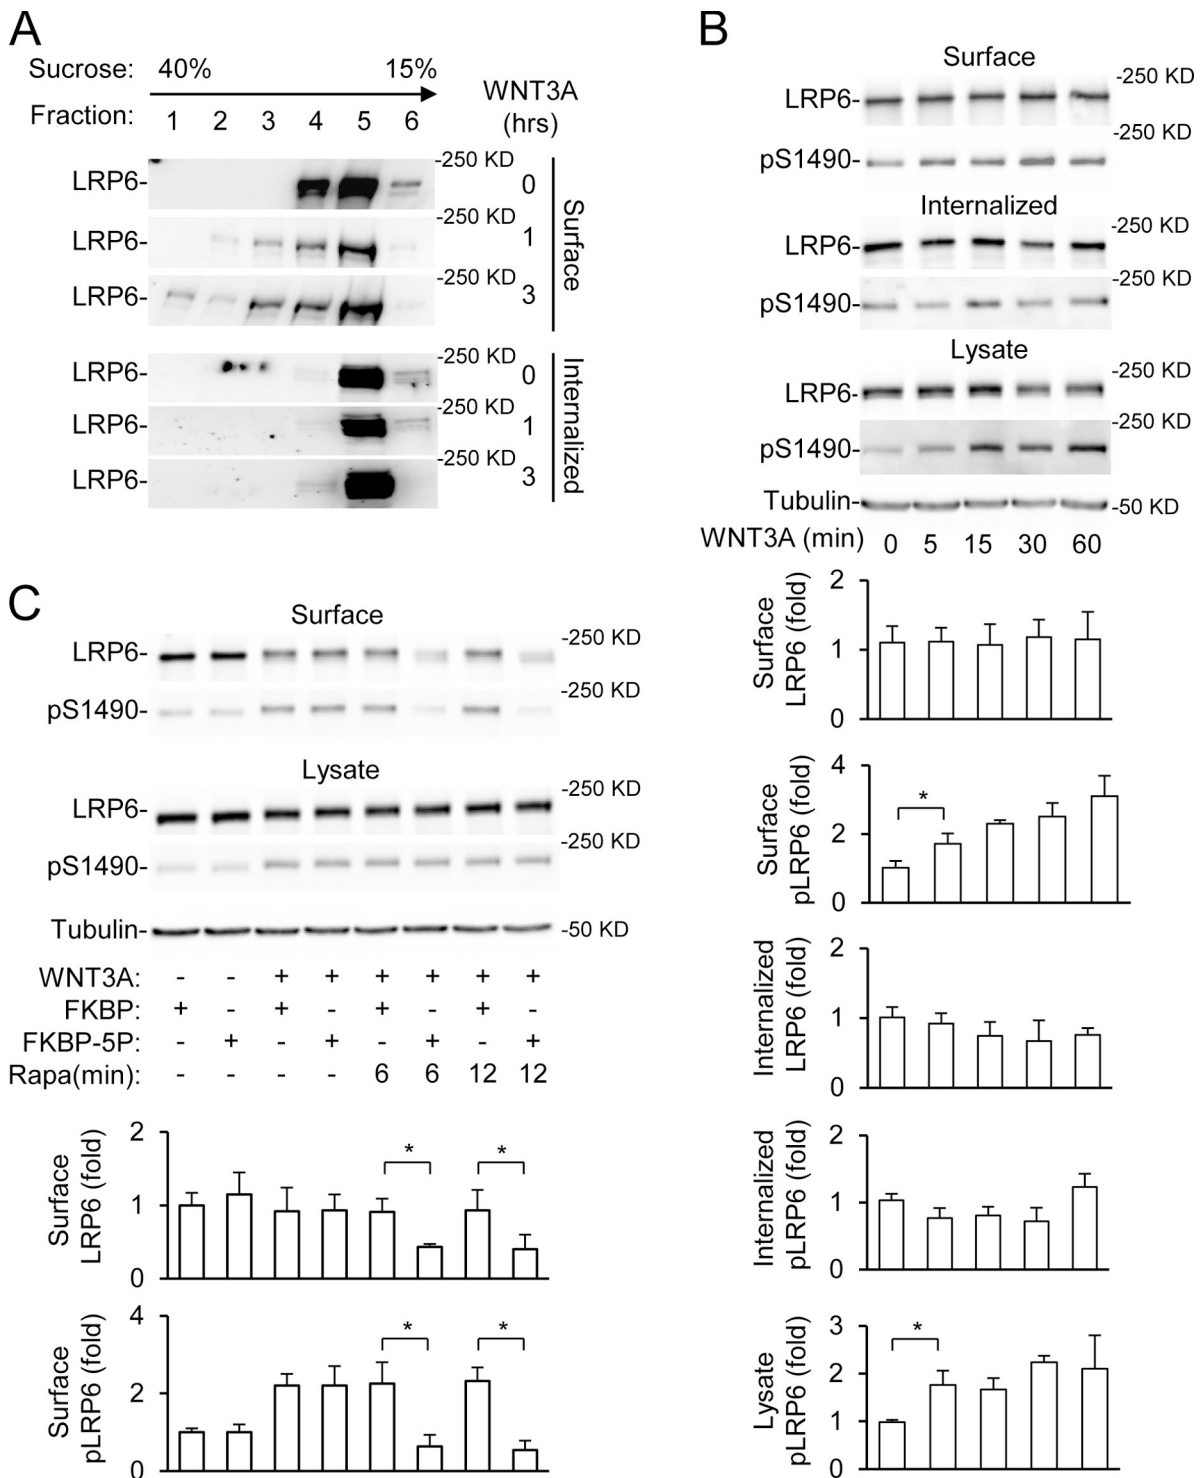 A
Sucrose: 40% 15%
WNT3A
(hrs)
Fraction: 1 2 3 4 5 6
LRP6- -250 KD 0
LRP6- -250 KD 1
LRP6- -250 KD 3
Surface
LRP6- -250 KD 0
LRP6- -250 KD 1
LRP6- -250 KD 3
Internalized
B
Surface
LRP6- -250 KD
pS1490- -250 KD
Internalized
LRP6- -250 KD
pS1490- -250 KD
Lysate
LRP6- -250 KD
pS1490- -250 KD
Tubulin- -50 KD
WNT3A (min) 0 5 15 30 60
Surface
LRP6 (fold)
2
1
0
Surface
pLRP6 (fold)
4
2
0
*
Internalized
LRP6 (fold)
2
1
0
Internalized
pLRP6 (fold)
2
1
0
Lysate
pLRP6 (fold)
3
2
1
0
*
C
Surface
LRP6- -250 KD
pS1490- -250 KD
Lysate
LRP6- -250 KD
pS1490- -250 KD
Tubulin- -50 KD
WNT3A: - - + + + + + +
FKBP: + - + - + - + -
FKBP-5P: - + - + - + - +
Rapa(min): - - - - 6 6 12 12
Surface
LRP6 (fold)
2
1
0
* *
Surface
pLRP6 (fold)
4
2
0
* *